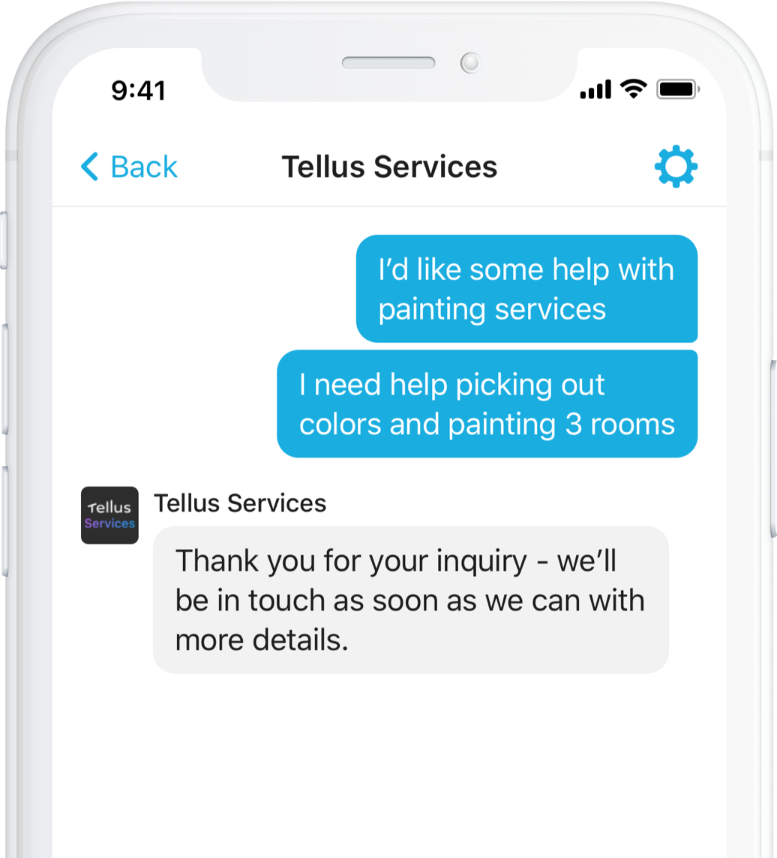 9:41
Back
Tellus Services
I’d like some help with
painting services
I need help picking out
colors and painting 3 rooms
Tellus
Services
Tellus Services
Thank you for your inquiry - we’ll
be in touch as soon as we can with
more details.